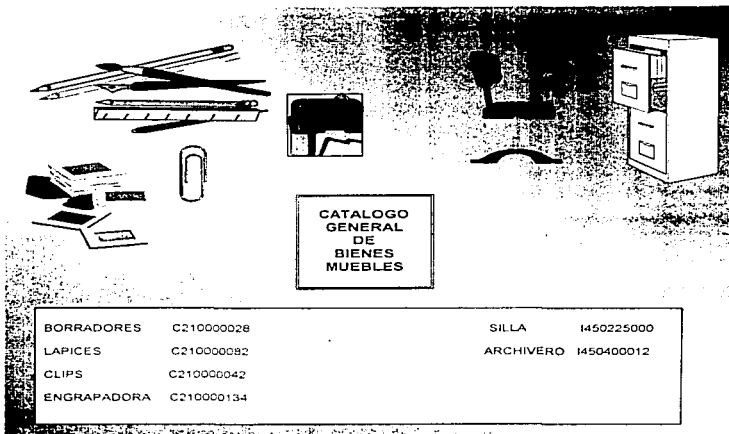 CATALOGO
GENERAL
DE
BIENES
MUEBLES
BORRADORES C210000028 SILLA I450225000
LAPICES C210000082 ARCHIVERO I450400012
CLIPS C210000042
ENGRAPADORA C210000134